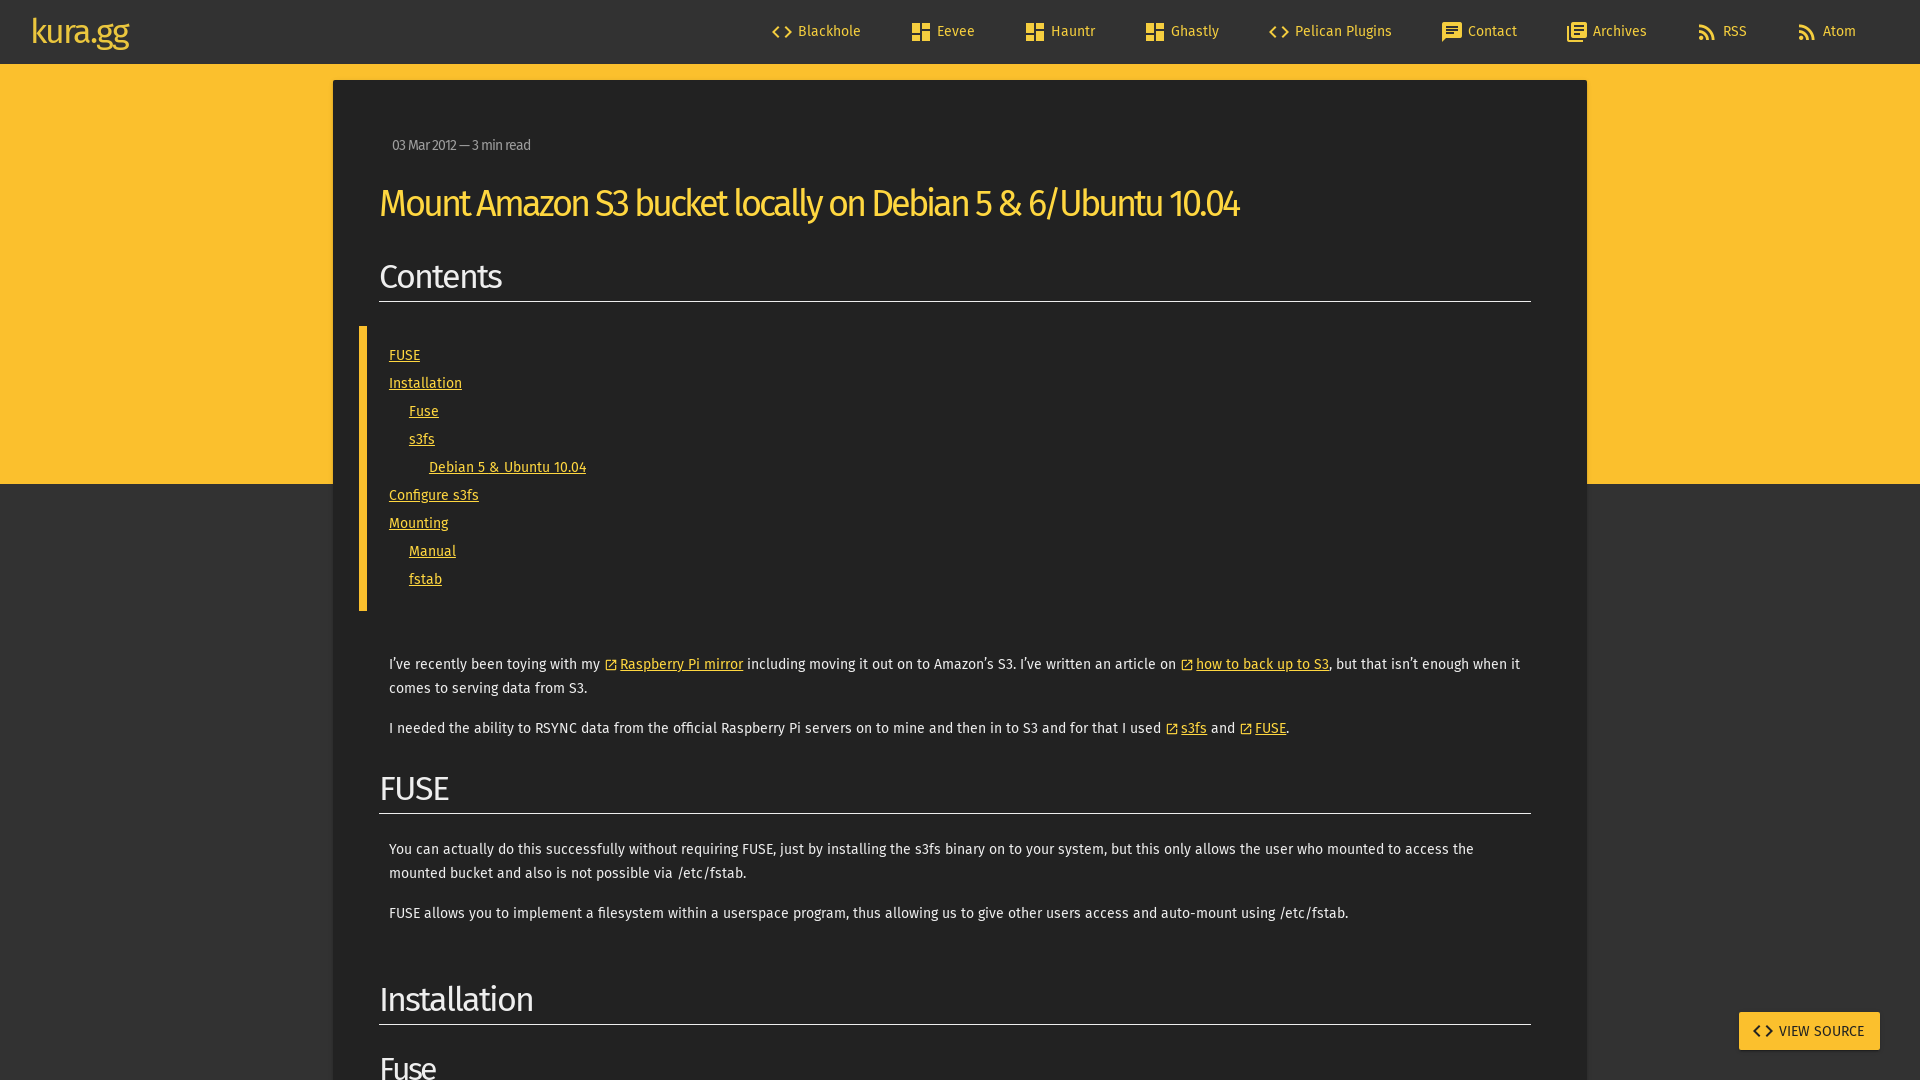 kura.gg
Blackhole
Eevee
Hauntr
Ghastly
Pelican Plugins
Contact
Archives
RSS
Atom
03 Mar 2012 — 3 min read
Mount Amazon S3 bucket locally on Debian 5 & 6/Ubuntu 10.04
Contents
FUSE
Installation
Fuse
s3fs
Debian 5 & Ubuntu 10.04
Configure s3fs
Mounting
Manual
fstab
I’ve recently been toying with my Raspberry Pi mirror including moving it out on to Amazon’s S3. I’ve written an article on how to back up to S3, but that isn’t enough when it
comes to serving data from S3.
I needed the ability to RSYNC data from the official Raspberry Pi servers on to mine and then in to S3 and for that I used s3fs and FUSE.
FUSE
You can actually do this successfully without requiring FUSE, just by installing the s3fs binary on to your system, but this only allows the user who mounted to access the
mounted bucket and also is not possible via /etc/fstab.
FUSE allows you to implement a filesystem within a userspace program, thus allowing us to give other users access and auto-mount using /etc/fstab.
Installation
VIEW SOURCE
Fuse